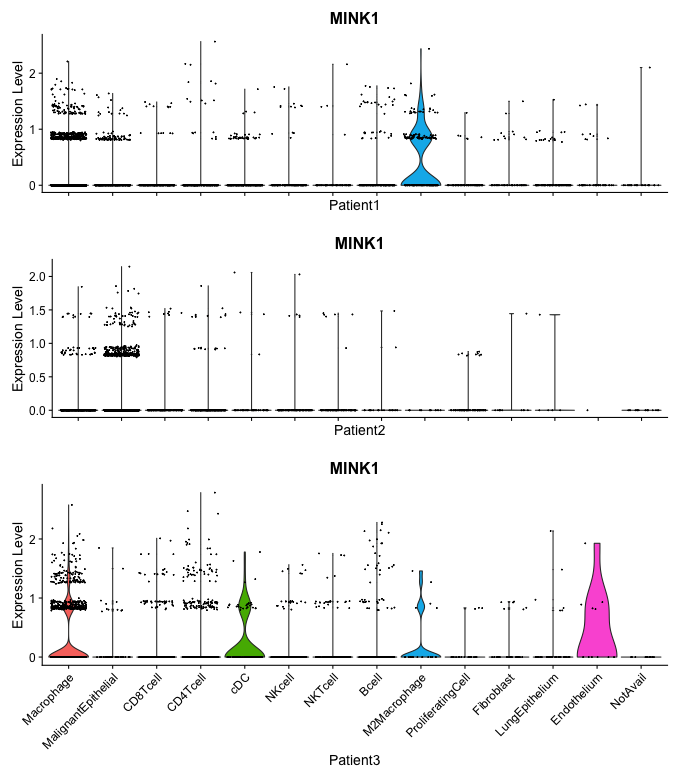 MINK1
Expression Level
2
1
0
Patient1
MINK1
Expression Level
2.0
1.5
1.0
0.5
0.0
Patient2
MINK1
Expression Level
2
1
0
Macrophage
MalignantEpithelial
CD8Tcell
CD4Tcell
cDC
NKcell
NKTcell
Bcell
M2Macrophage
ProliferatingCell
Fibroblast
LungEpithelium
Endothelium
NotAvail
Patient3